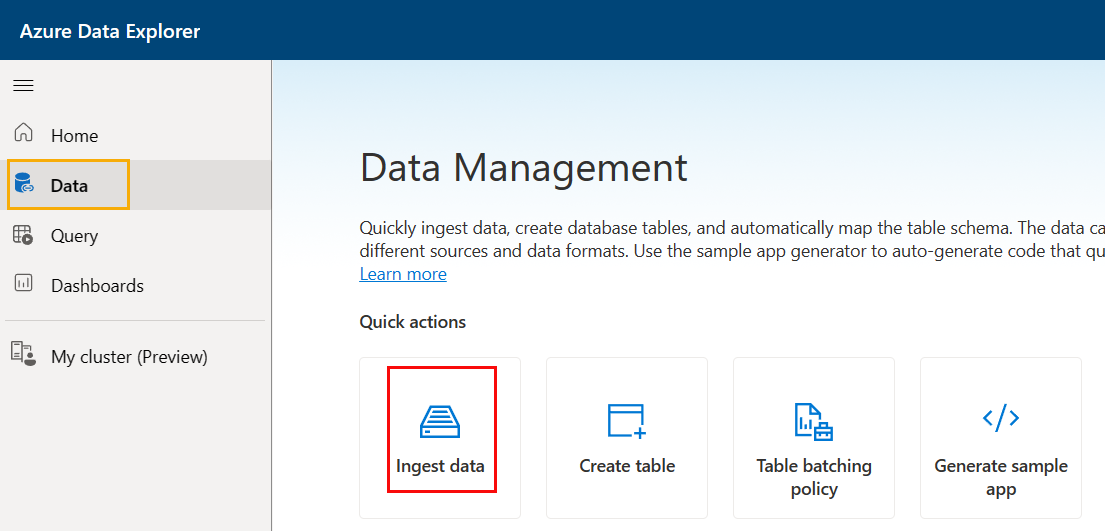 Azure Data Explorer
Home
Data
Query
Dashboards
My cluster (Preview)
Data Management
Quickly ingest data, create database tables, and automatically map the table schema. The data ca
different sources and data formats. Use the sample app generator to auto-generate code that qu
Learn more
Quick actions
Ingest data
Create table
Table batching
policy
Generate sample
app